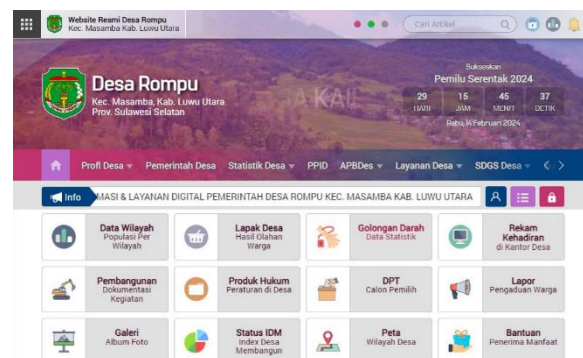 Website Resmi Desa Rompu
Kec. Masamba Kab. Luwu Utara
Cari Artikel
Desa Rompu
Kec. Masamba, Kab. Luwu Utara
Prov. Sulawesi Selatan
Sukseskan
Pemilu Serentak 2024
29 15 45 37
HARI JAM MENIT DETIK
Rabu, 14 Februari 2024
Profil Desa Pemerintah Desa Statistik Desa PPID APBDes Layanan Desa SDGS Desa
Info MASI & LAYANAN DIGITAL PEMERINTAH DESA ROMPU KEC. MASAMBA KAB. LUWU UTARA
Data Wilayah
Populasi Per
Wilayah
Lapak Desa
Hasil Olahan
Warga
Golongan Darah
Data Statistik
Rekam
Kehadiran
di Kantor Desa
Pembangunan
Dokumentasi
Kegiatan
Produk Hukum
Peraturan di Desa
DPT
Calon Pemilih
Lapor
Pengaduan Warga
Galeri
Album Foto
Status IDM
Index Desa
Membangun
Peta
Wilayah Desa
Bantuan
Penerima Manfaat